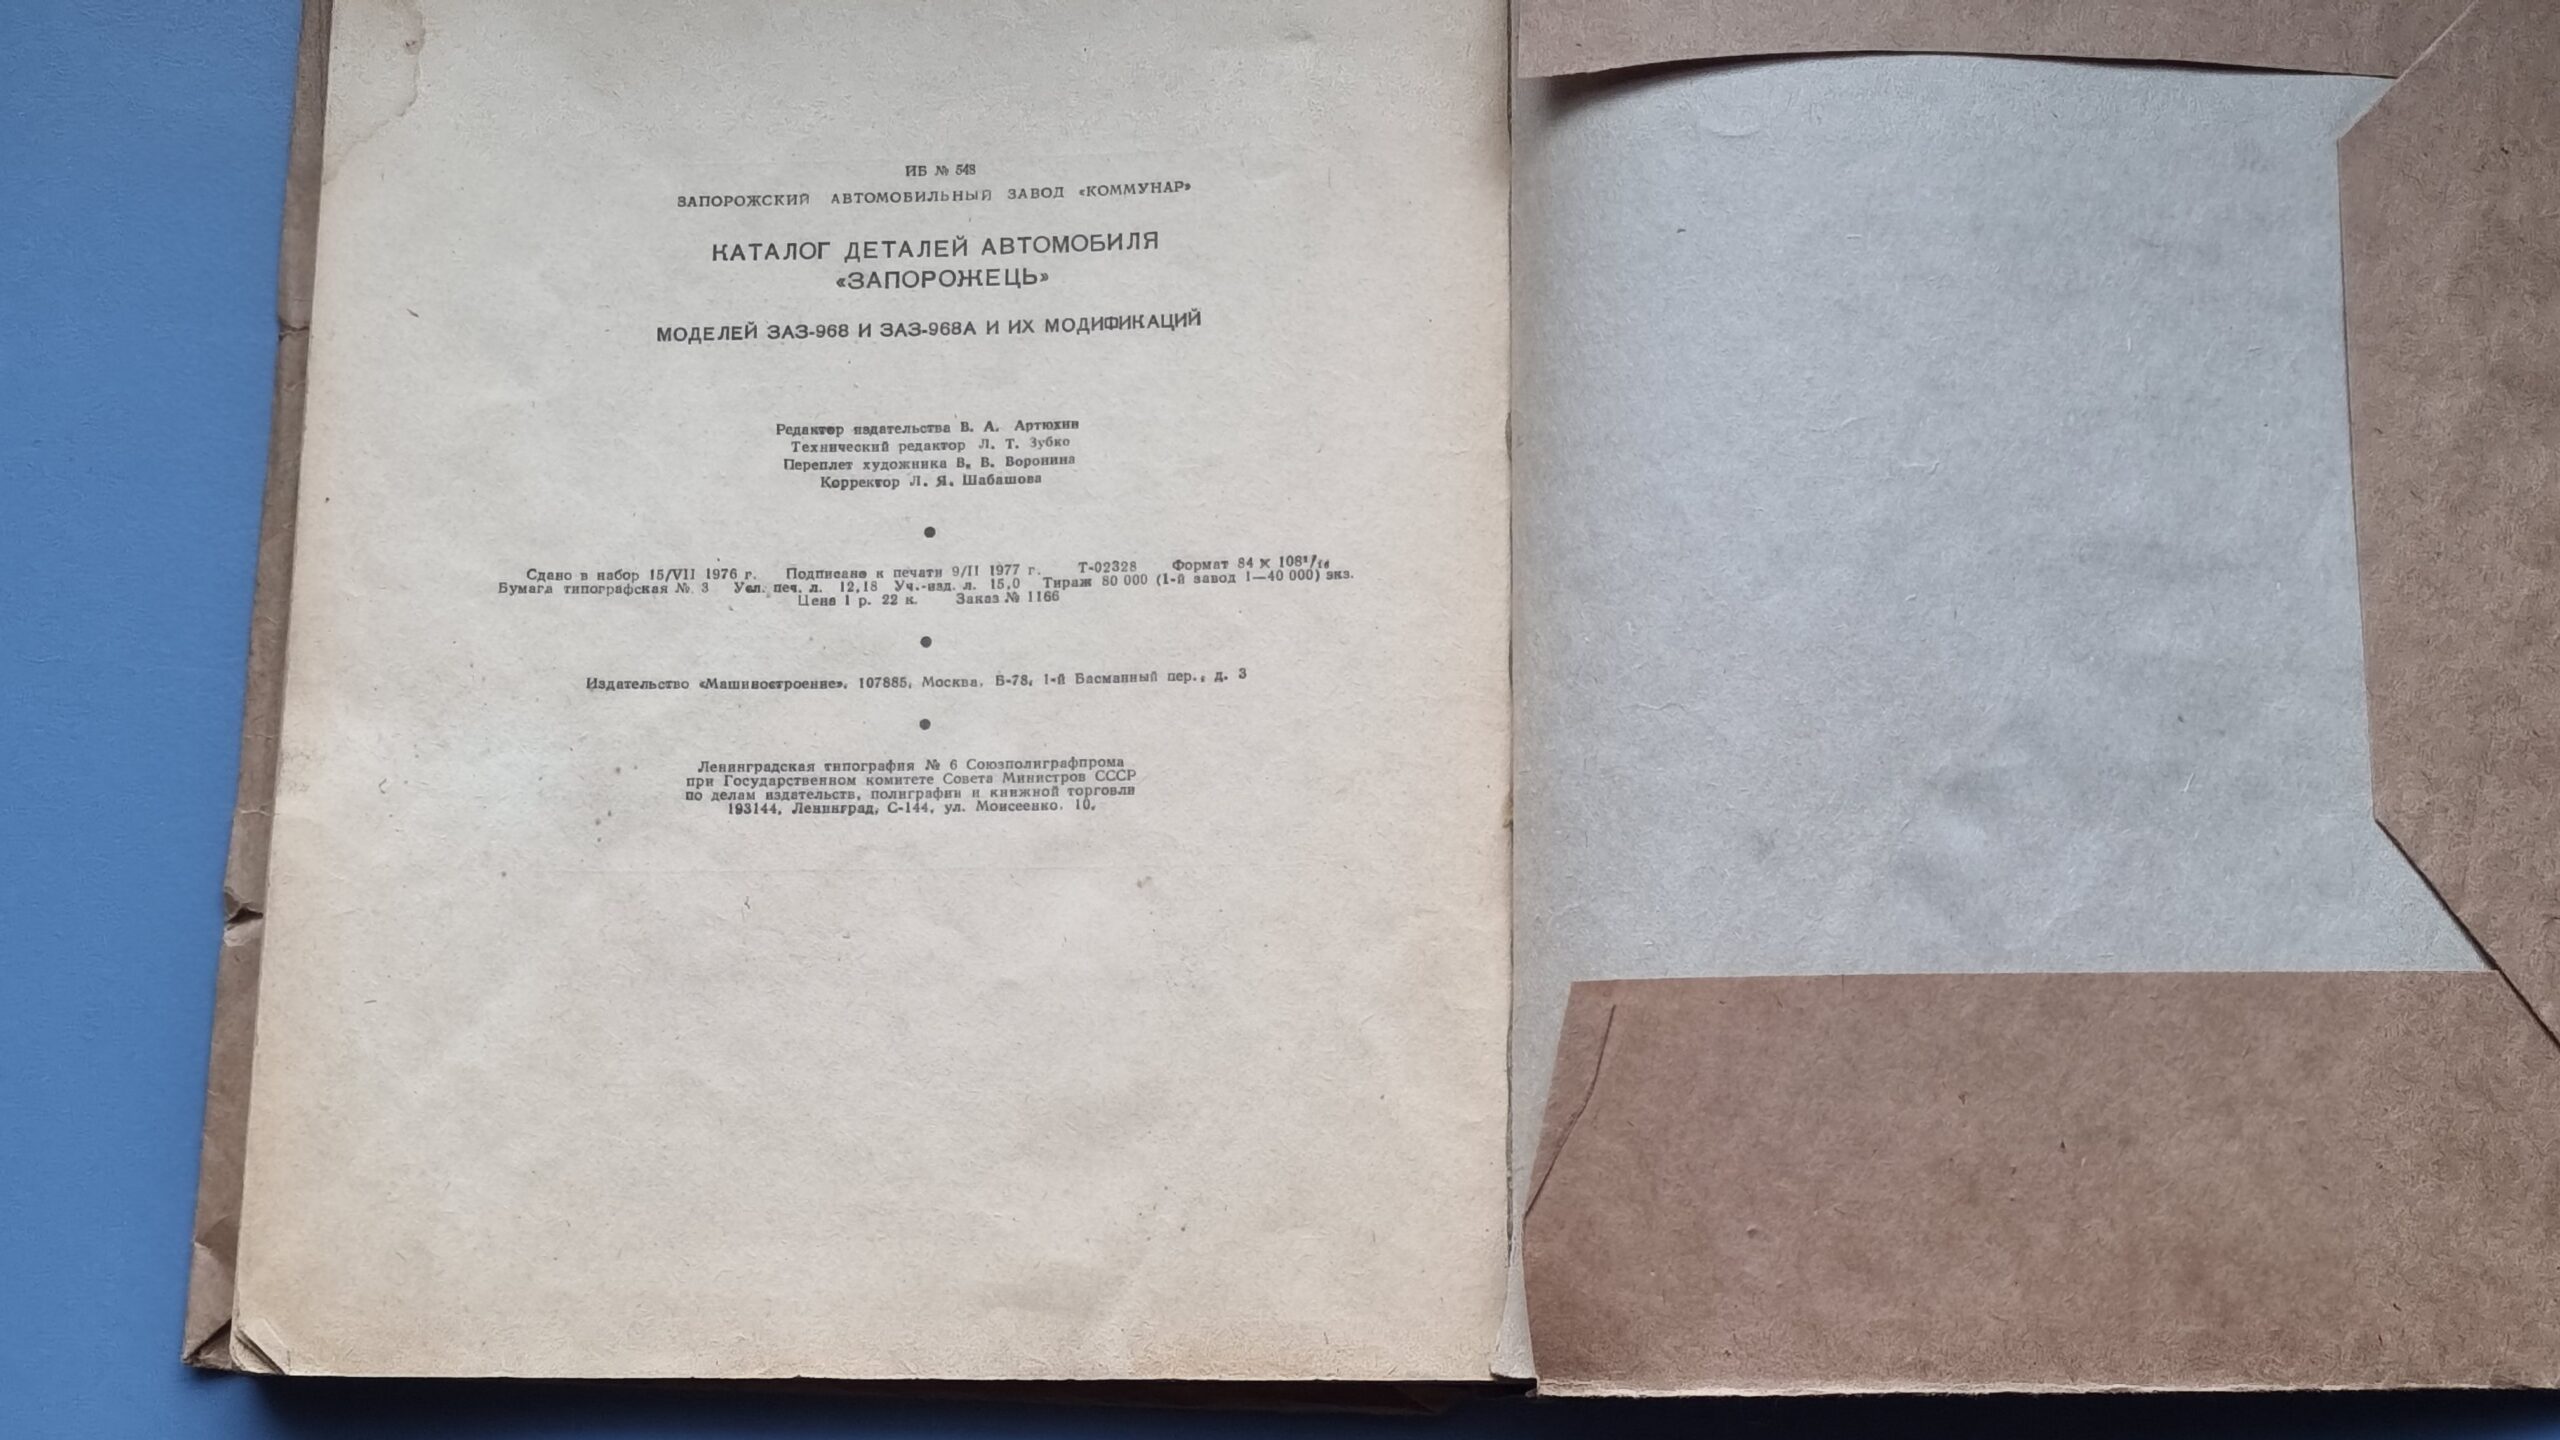 ИБ № 548
ЗАПОРОЖСКИЙ АВТОМОБИЛЬНЫЙ ЗАВОД «КОММУНАР»
КАТАЛОГ ДЕТАЛЕЙ АВТОМОБИЛЯ
«ЗАПОРОЖЕЦЬ»
МОДЕЛЕЙ ЗАЗ-968 И ЗАЗ-968А И ИХ МОДИФИКАЦИЙ
Редактор издательства В. А. Артюхин
Технический редактор Л. Т. Зубко
Переплет художника В. В. Воронина
Корректор Л. Я. Шабашова
Сдано в набор 15/VII 1976 г. Подписано к печати 9/II 1977 г. Т-02328 Формат 84 × 108¹/₁₆
Бумага типографская № 3 Усл. печ. л. 12,18 Уч.-изд. л. 15,0 Тираж 80 000 (1-й завод 1—40 000) экз.
Цена 1 р. 22 к. Заказ № 1166
Издательство «Машиностроение», 107885, Москва, Б-78, 1-й Басманный пер., д. 3
Ленинградская типография № 6 Союзполиграфпрома
при Государственном комитете Совета Министров СССР
по делам издательств, полиграфии и книжной торговли
193144, Ленинград, С-144, ул. Моисеенко, 10.